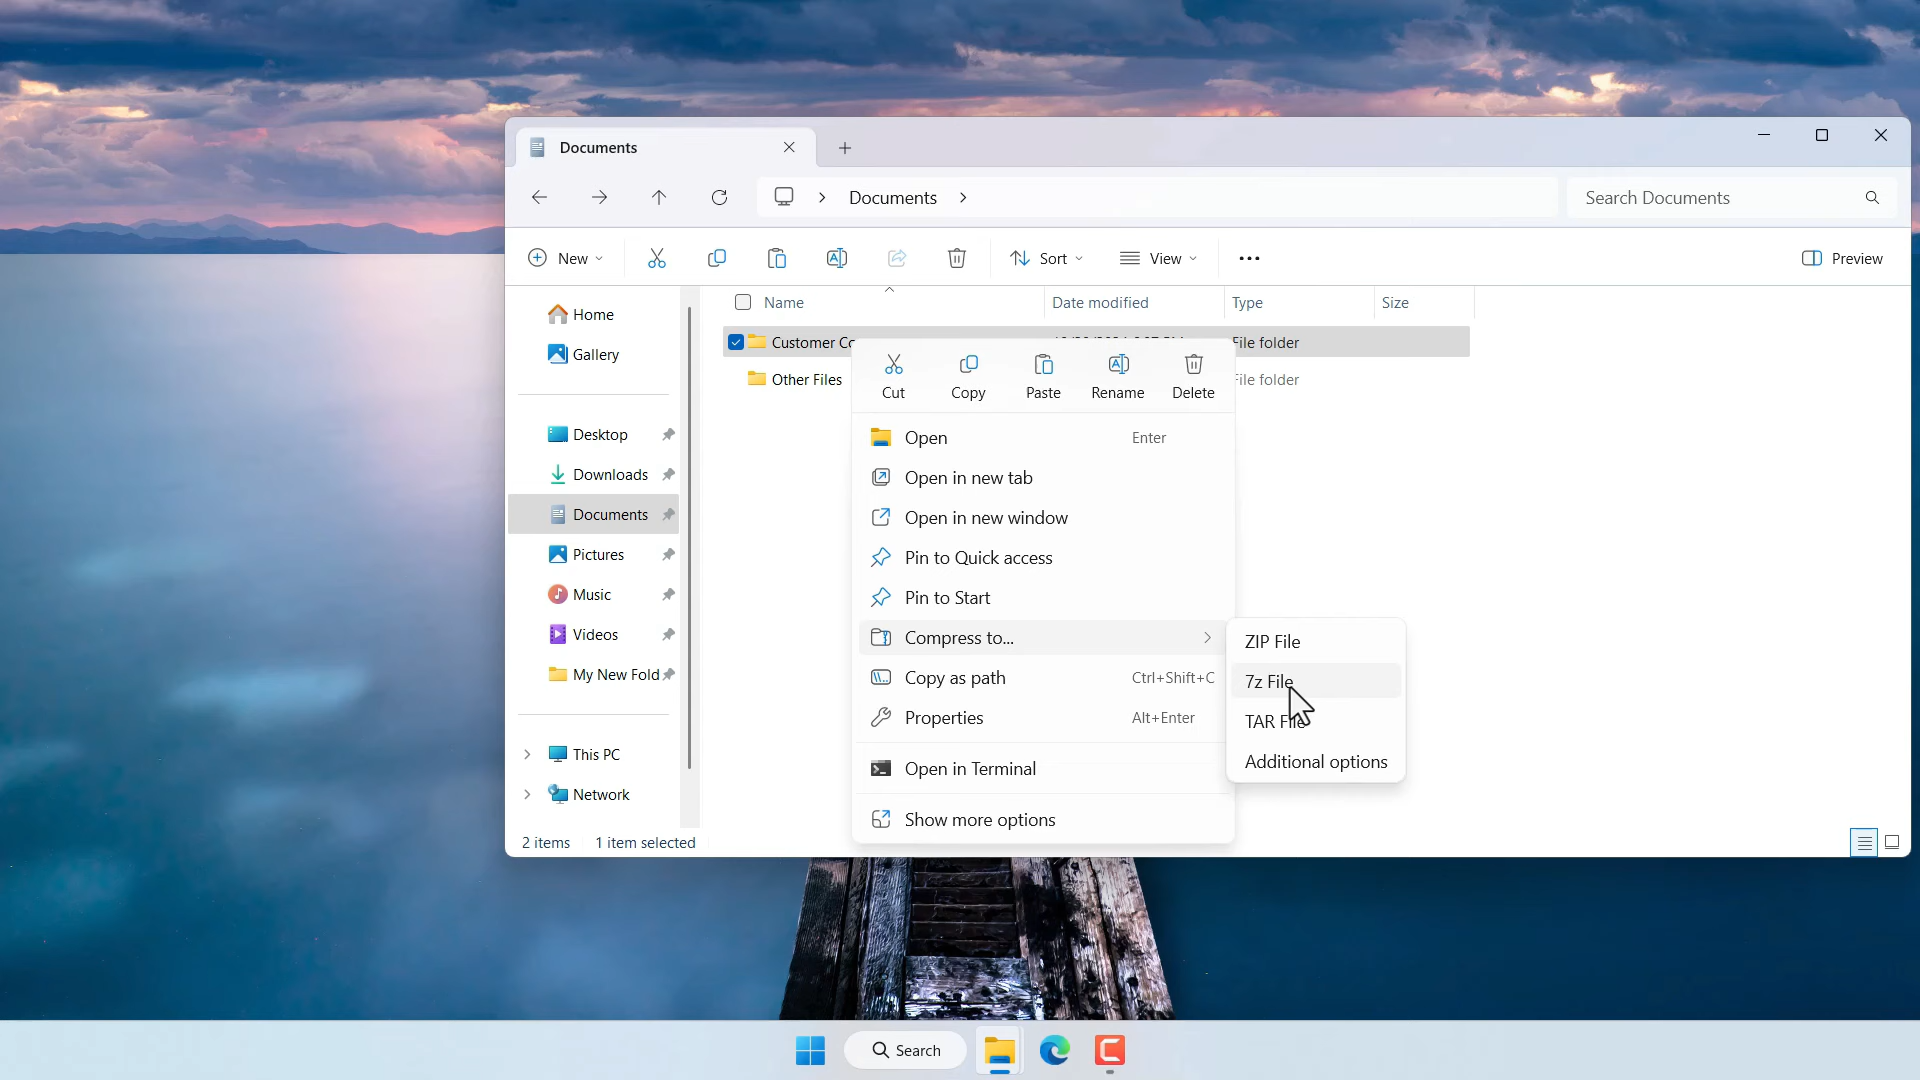 Documents
Documents
Search Documents
New
Sort
View
Preview
Name
Date modified
Type
Size
Home
Gallery
Customer
File folder
Other Files
File folder
Cut
Copy
Paste
Rename
Delete
Desktop
Downloads
Documents
Pictures
Music
Videos
My New Fold
This PC
Network
Open Enter
Open in new tab
Open in new window
Pin to Quick access
Pin to Start
Compress to...
Copy as path Ctrl+Shift+C
Properties Alt+Enter
Open in Terminal
Show more options
ZIP File
7z File
TAR File
Additional options
2 items 1 item selected
Search